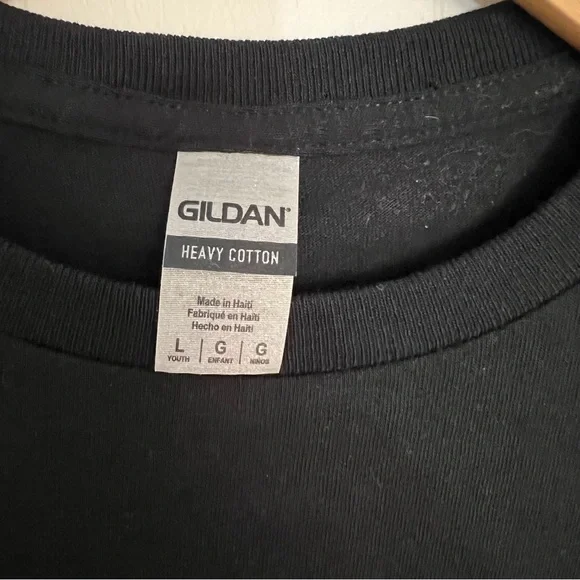 GILDAN®
HEAVY COTTON
Made in Haiti
Fabriqué en Haïti
Hecho en Haití
L | G | G
YOUTH ENFANT NIÑOS